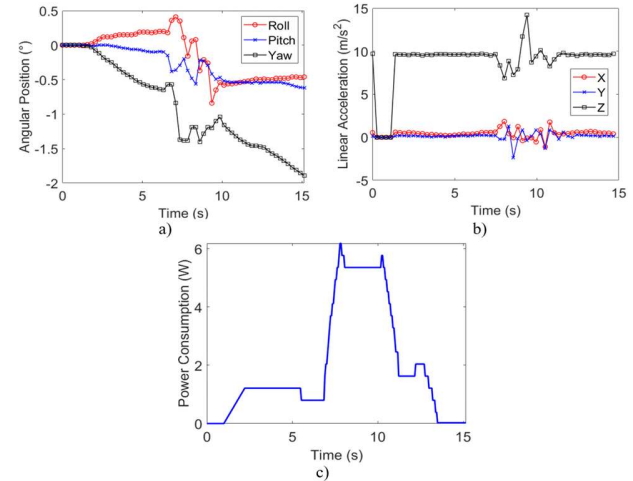 0
-0.5
-1
-1.5
-2
Angular Position (°)
Roll
Pitch
Yaw
0 5 10 15
Time (s)
a)
15
10
5
0
-5
Linear Acceleration (m/s²)
X
Y
Z
0 5 10 15
Time (s)
b)
6
4
2
0
Power Consumption (W)
0 5 10 15
Time (s)
c)